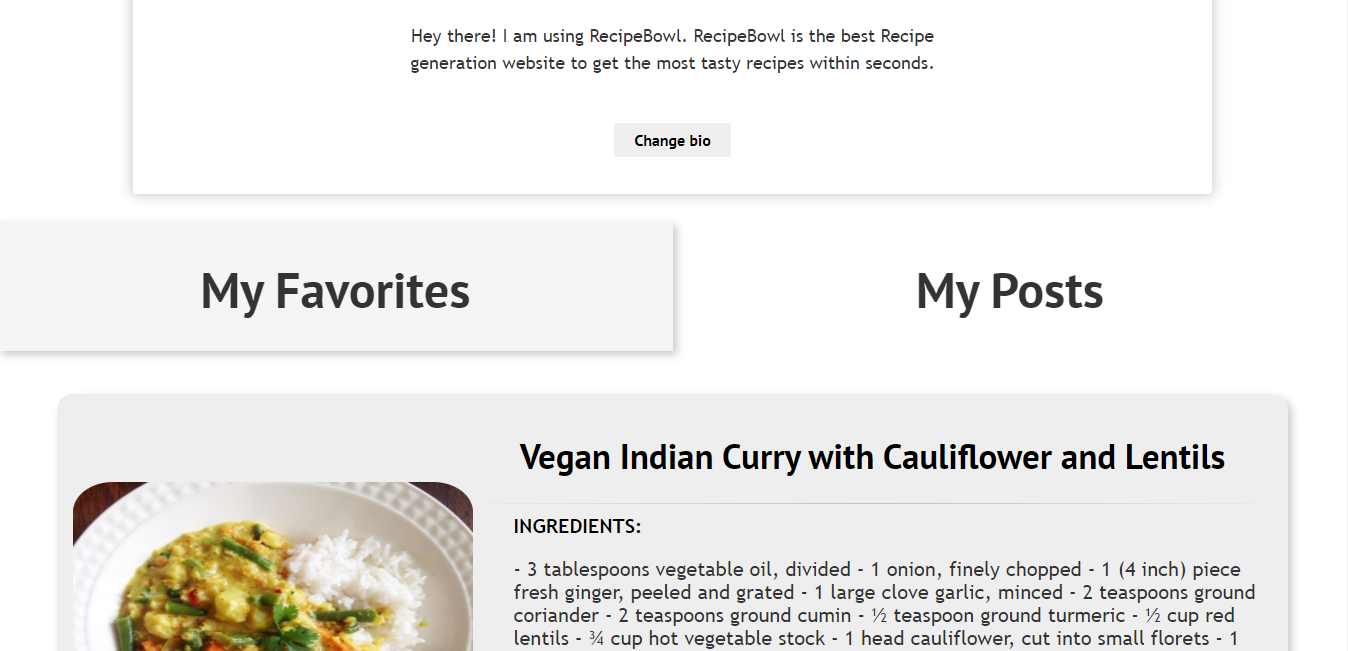 Hey there! I am using RecipeBowl. RecipeBowl is the best Recipe
generation website to get the most tasty recipes within seconds.
Change bio
My Favorites
My Posts
Vegan Indian Curry with Cauliflower and Lentils
INGREDIENTS:
- 3 tablespoons vegetable oil, divided - 1 onion, finely chopped - 1 (4 inch) piece
fresh ginger, peeled and grated - 1 large clove garlic, minced - 2 teaspoons ground
coriander - 2 teaspoons ground cumin - ½ teaspoon ground turmeric - ½ cup red
lentils - ¾ cup hot vegetable stock - 1 head cauliflower, cut into small florets - 1